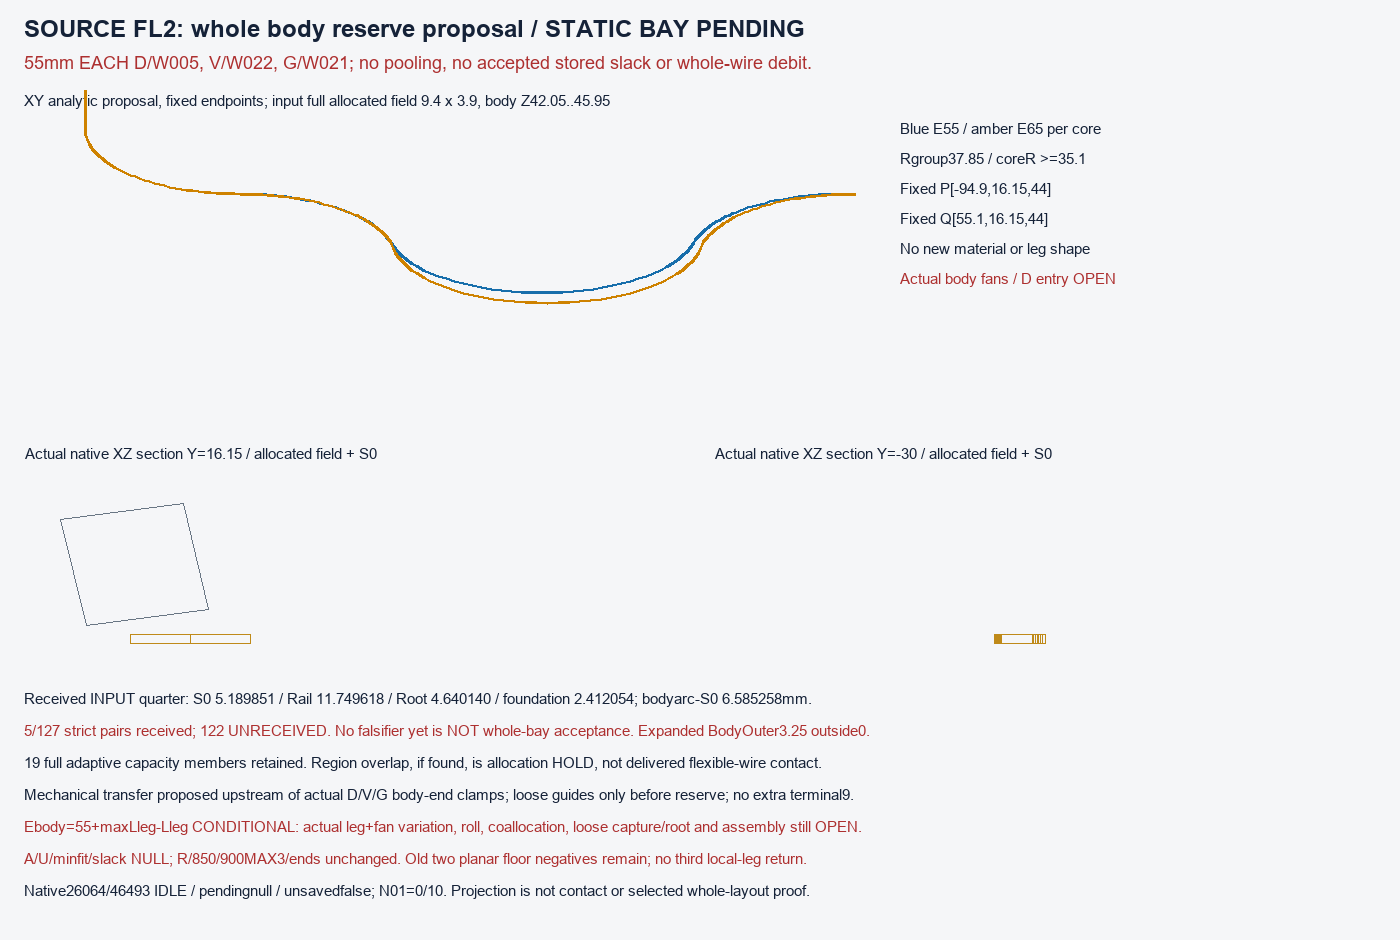 SOURCE FL2: whole body reserve proposal / STATIC BAY PENDING
55mm EACH D/W005, V/W022, G/W021; no pooling, no accepted stored slack or whole-wire debit.
XY analytic proposal, fixed endpoints; input full allocated field 9.4 x 3.9, body Z42.05..45.95
Blue E55 / amber E65 per core
Rgroup37.85 / coreR >=35.1
Fixed P[-94.9,16.15,44]
Fixed Q[55.1,16.15,44]
No new material or leg shape
Actual body fans / D entry OPEN
Actual native XZ section Y=16.15 / allocated field + S0
Actual native XZ section Y=-30 / allocated field + S0
Received INPUT quarter: S0 5.189851 / Rail 11.749618 / Root 4.640140 / foundation 2.412054; bodyarc-S0 6.585258mm.
5/127 strict pairs received; 122 UNRECEIVED. No falsifier yet is NOT whole-bay acceptance. Expanded BodyOuter3.25 outside0.
19 full adaptive capacity members retained. Region overlap, if found, is allocation HOLD, not delivered flexible-wire contact.
Mechanical transfer proposed upstream of actual D/V/G body-end clamps; loose guides only before reserve; no extra terminal9.
Ebody=55+maxLleg-Lleg CONDITIONAL: actual leg+fan variation, roll, coallocation, loose capture/root and assembly still OPEN.
A/U/minfit/slack NULL; R/850/900MAX3/ends unchanged. Old two planar floor negatives remain; no third local-leg return.
Native26064/46493 IDLE / pendingnull / unsavedfalse; N01=0/10. Projection is not contact or selected whole-layout proof.